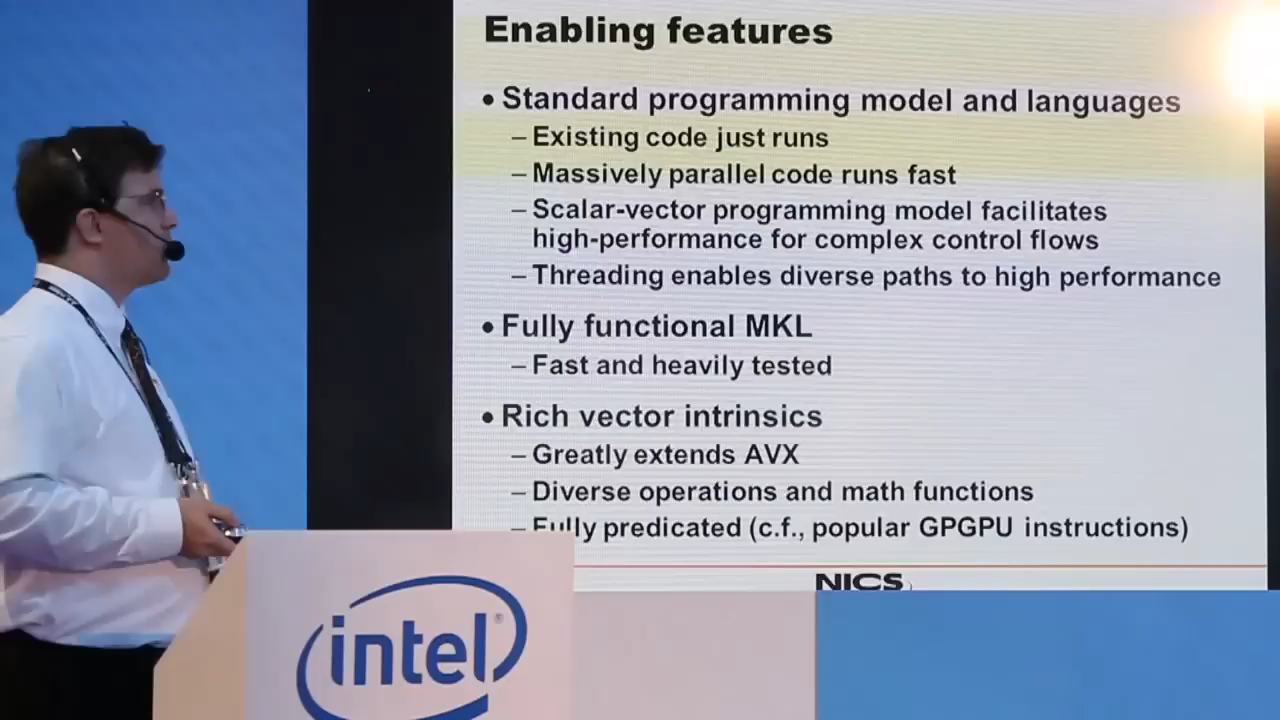 Enabling features
• Standard programming model and languages
– Existing code just runs
– Massively parallel code runs fast
– Scalar-vector programming model facilitates
high-performance for complex control flows
– Threading enables diverse paths to high performance
• Fully functional MKL
– Fast and heavily tested
• Rich vector intrinsics
– Greatly extends AVX
– Diverse operations and math functions
– Fully predicated (c.f., popular GPGPU instructions)
NICS
intel®